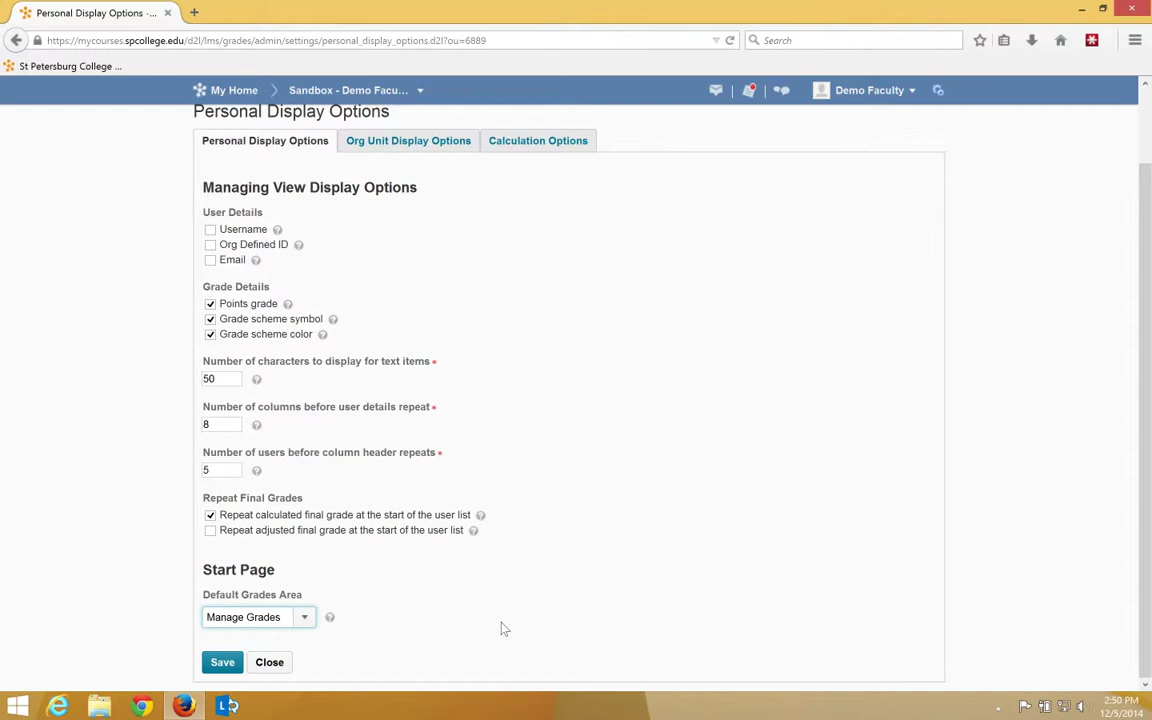 Personal Display Options -...
https://mycourses.spcollege.edu/d2l/lms/grades/admin/settings/personal_display_options.d2l?ou=6889
Search
St Petersburg College ...
My Home
Sandbox - Demo Facu...
Demo Faculty
Personal Display Options
Personal Display Options
Org Unit Display Options
Calculation Options
Managing View Display Options
User Details
Username
Org Defined ID
Email
Grade Details
Points grade
Grade scheme symbol
Grade scheme color
Number of characters to display for text items *
50
Number of columns before user details repeat *
8
Number of users before column header repeats *
5
Repeat Final Grades
Repeat calculated final grade at the start of the user list
Repeat adjusted final grade at the start of the user list
Start Page
Default Grades Area
Manage Grades
Save
Close
2:50 PM
12/5/2014